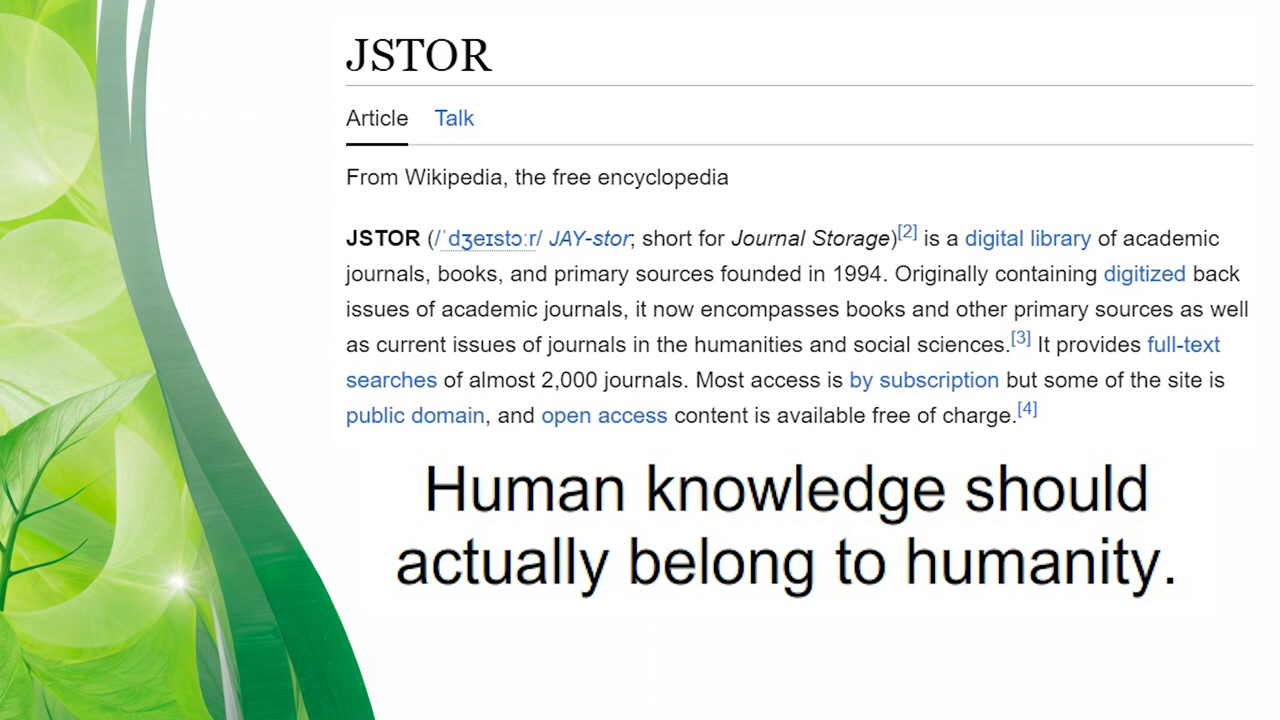 JSTOR
Article Talk
From Wikipedia, the free encyclopedia
JSTOR (/ˈdʒeɪstɔːr/ JAY-stor; short for Journal Storage)[2] is a digital library of academic
journals, books, and primary sources founded in 1994. Originally containing digitized back
issues of academic journals, it now encompasses books and other primary sources as well
as current issues of journals in the humanities and social sciences.[3] It provides full-text
searches of almost 2,000 journals. Most access is by subscription but some of the site is
public domain, and open access content is available free of charge.[4]
Human knowledge should
actually belong to humanity.